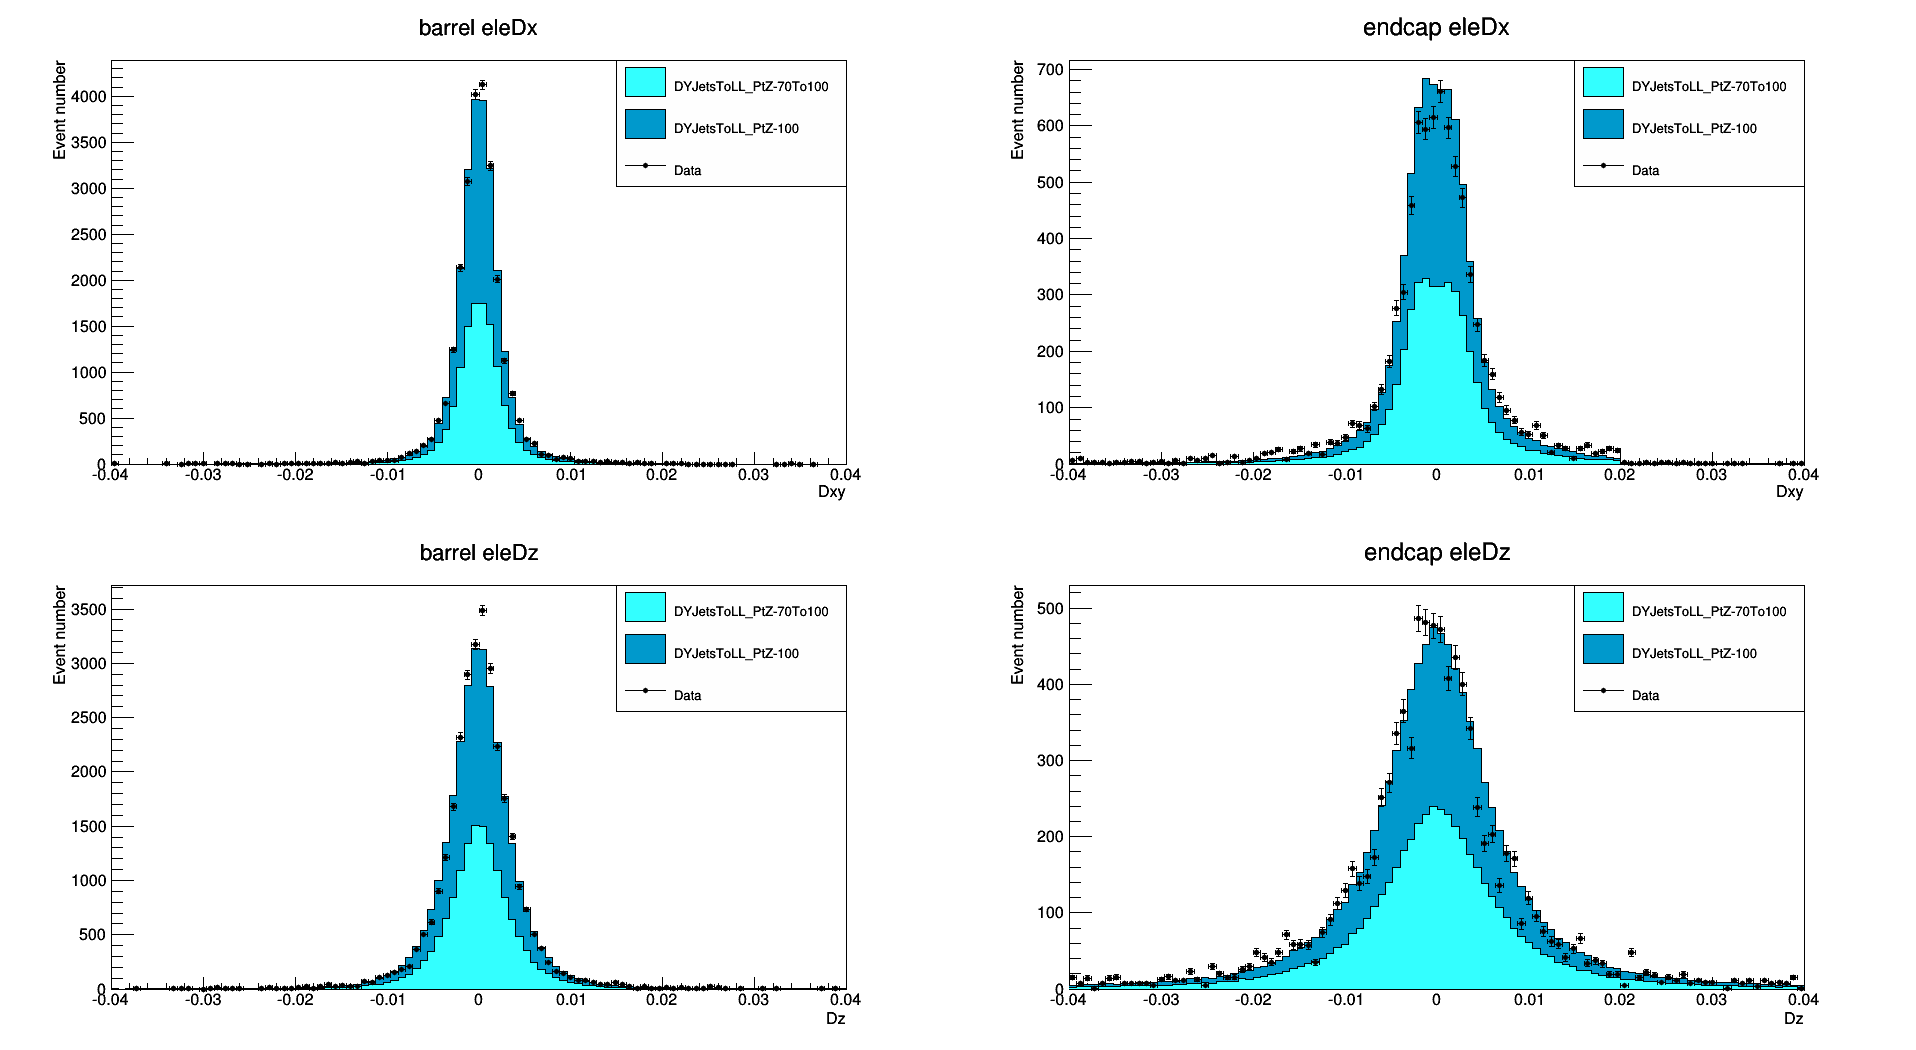 barrel eleDx
Event number
4000
3500
3000
2500
2000
1500
1000
500
0
-0.04 -0.03 -0.02 -0.01 0 0.01 0.02 0.03 0.04
Dxy
DYJetsToLL_PtZ-70To100
DYJetsToLL_PtZ-100
Data
endcap eleDx
Event number
700
600
500
400
300
200
100
0
-0.04 -0.03 -0.02 -0.01 0 0.01 0.02 0.03 0.04
Dxy
DYJetsToLL_PtZ-70To100
DYJetsToLL_PtZ-100
Data
barrel eleDz
Event number
3500
3000
2500
2000
1500
1000
500
0
-0.04 -0.03 -0.02 -0.01 0 0.01 0.02 0.03 0.04
Dz
DYJetsToLL_PtZ-70To100
DYJetsToLL_PtZ-100
Data
endcap eleDz
Event number
500
400
300
200
100
0
-0.04 -0.03 -0.02 -0.01 0 0.01 0.02 0.03 0.04
Dz
DYJetsToLL_PtZ-70To100
DYJetsToLL_PtZ-100
Data